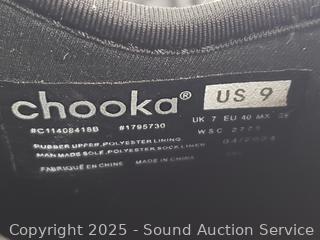 chooka® US 9
#C11408418B #1795730 UK 7 EU 40 MX
RUBBER UPPER, POLYESTER LINING WSC
MAN MADE SOLE, POLYESTER SOCK LINER
FABRIQUE EN CHINE MADE IN CHINA
Copyright 2025 - Sound Auction Service